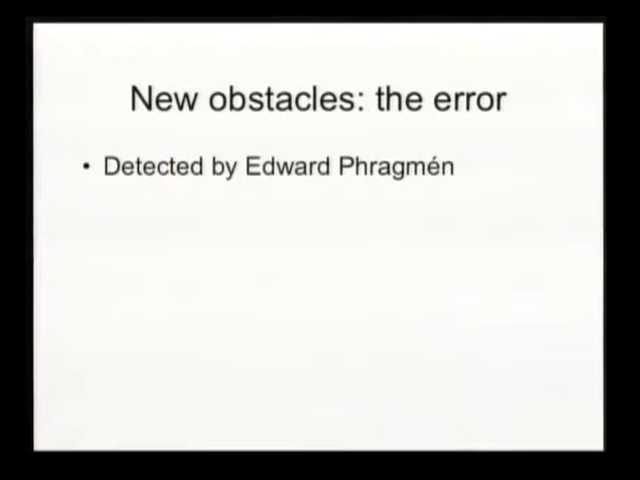 New obstacles: the error
• Detected by Edward Phragmén